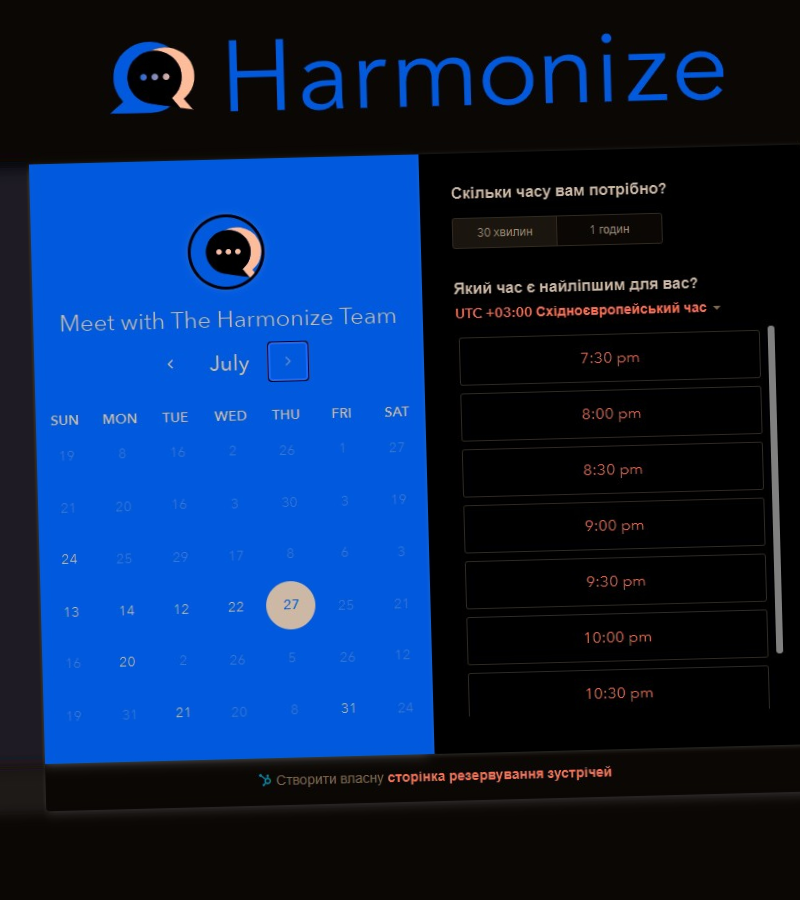 Harmonize
Meet with The Harmonize Team
July
SUN MON TUE WED THU FRI SAT
19 8 16 2 26 1 27
21 20 16 3 30 3 19
24 25 29 17 8 6 3
13 14 12 22 27 25 21
16 20 2 26 5 26 12
19 31 21 20 8 31 24
Скільки часу вам потрібно?
30 хвилин 1 годин
Який час є найліпшим для вас?
UTC +03:00 Східноєвропейський час
7:30 pm
8:00 pm
8:30 pm
9:00 pm
9:30 pm
10:00 pm
10:30 pm
Створити власну сторінка резервування зустрічей